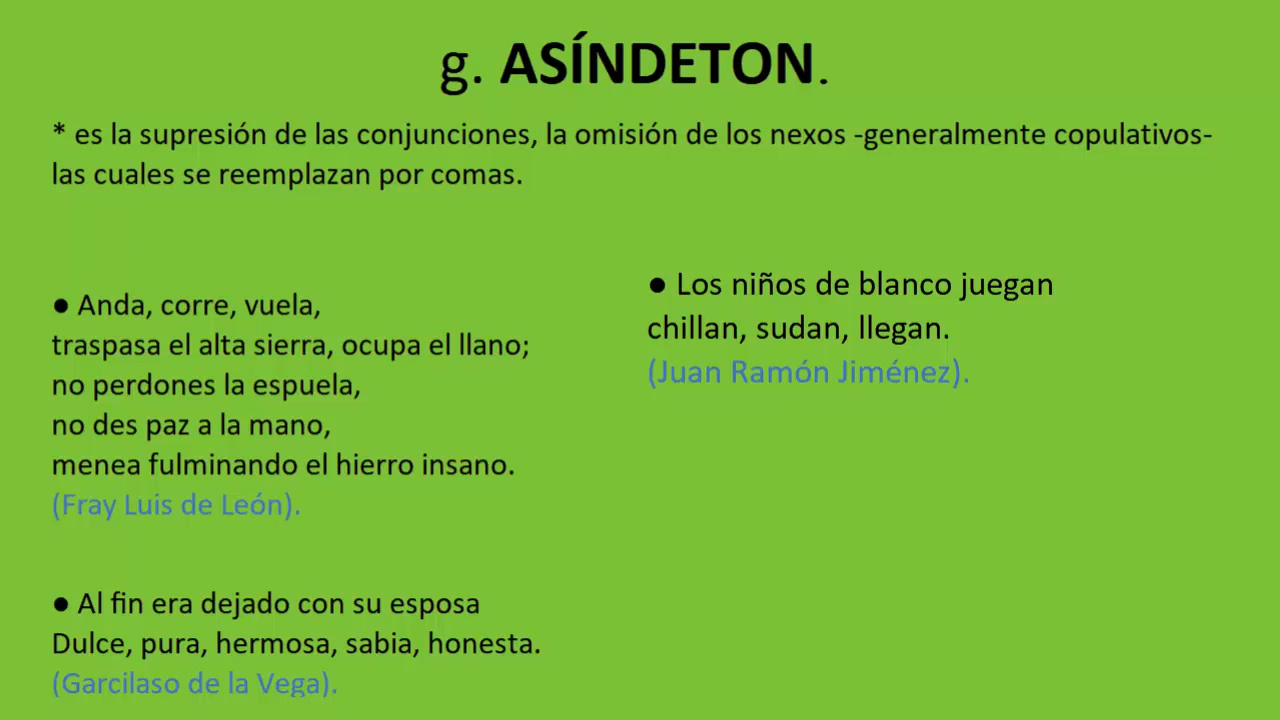 g. ASÍNDETON.
* es la supresión de las conjunciones, la omisión de los nexos -generalmente copulativos-
las cuales se reemplazan por comas.
● Anda, corre, vuela,
traspasa el alta sierra, ocupa el llano;
no perdones la espuela,
no des paz a la mano,
menea fulminando el hierro insano.
(Fray Luis de León).
● Al fin era dejado con su esposa
Dulce, pura, hermosa, sabia, honesta.
(Garcilaso de la Vega).
● Los niños de blanco juegan
chillan, sudan, llegan.
(Juan Ramón Jiménez).